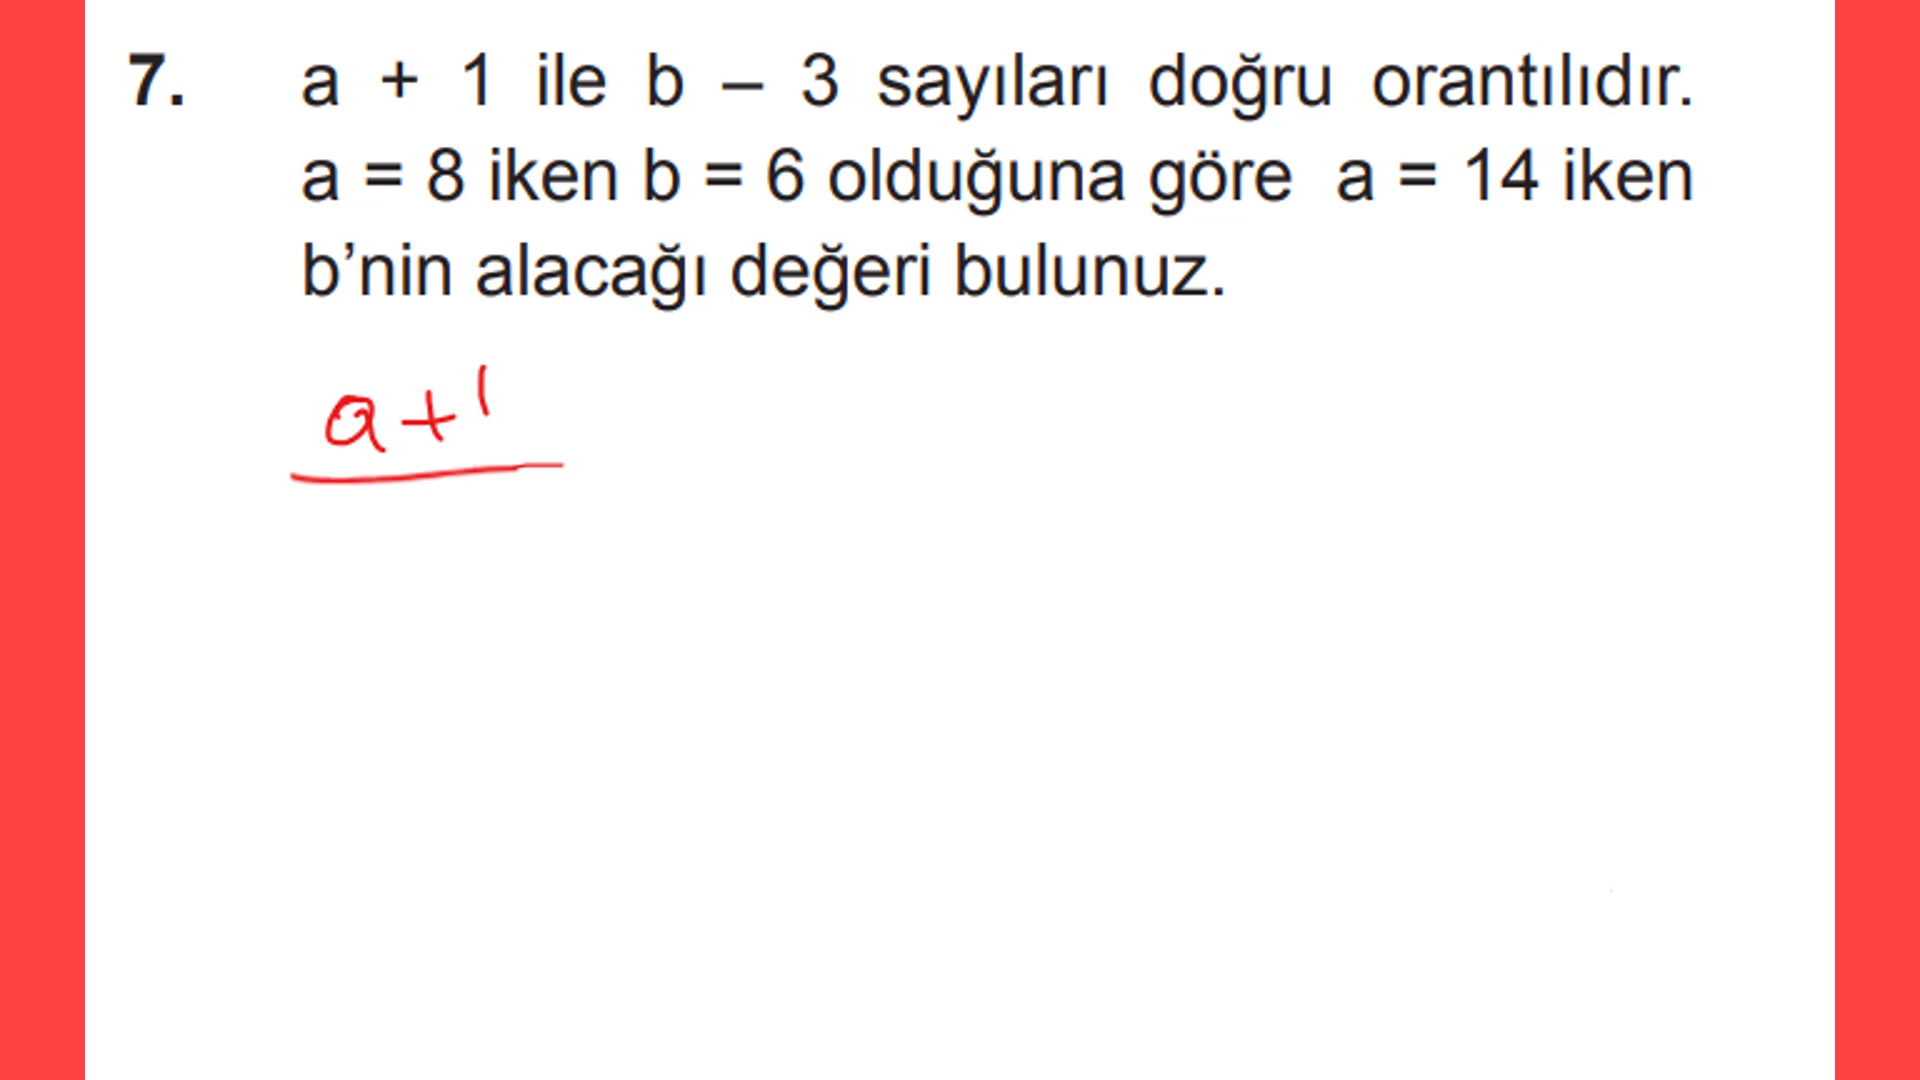 7. a + 1 ile b – 3 sayıları doğru orantılıdır.
a = 8 iken b = 6 olduğuna göre a = 14 iken
b’nin alacağı değeri bulunuz.
a+1